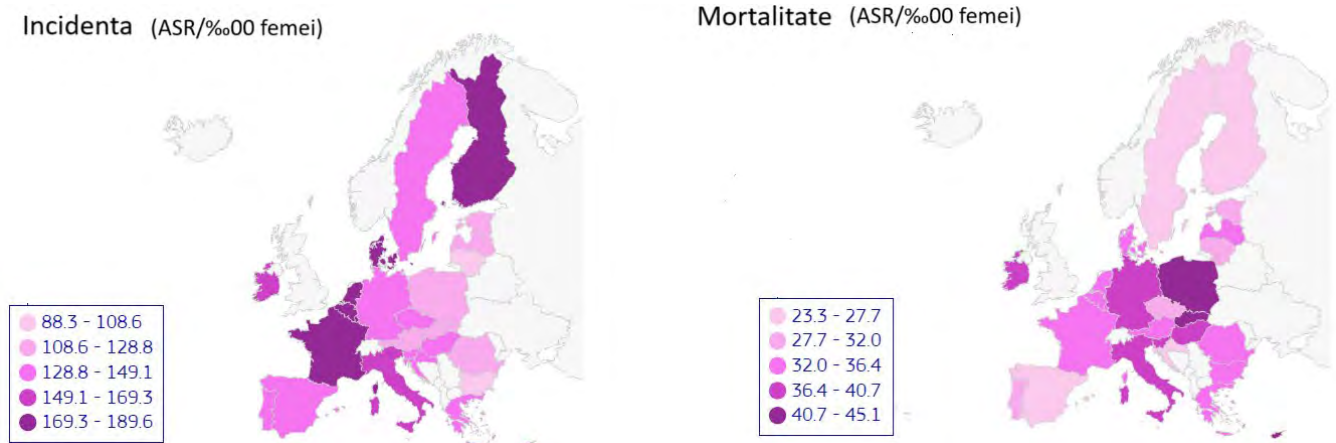 Incidenta (ASR/‰00 femei)
88.3 - 108.6
108.6 - 128.8
128.8 - 149.1
149.1 - 169.3
169.3 - 189.6
Mortalitate (ASR/‰00 femei)
23.3 - 27.7
27.7 - 32.0
32.0 - 36.4
36.4 - 40.7
40.7 - 45.1